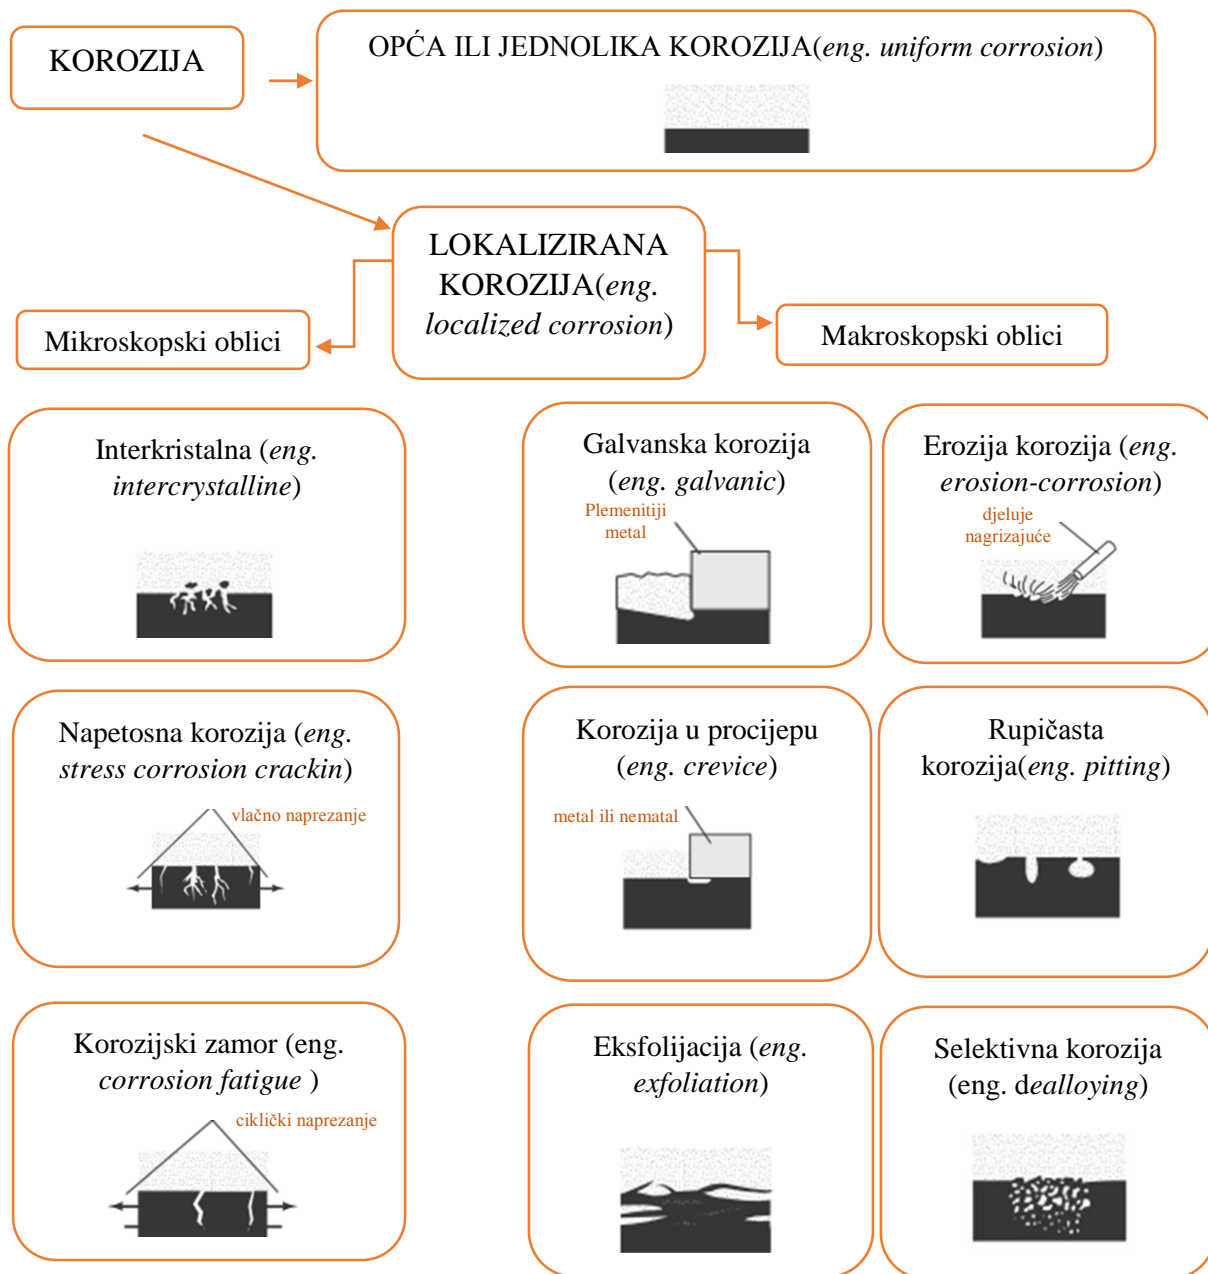 KOROZIJA
OPĆA ILI JEDNOLIKA KOROZIJA(eng. uniform corrosion)
LOKALIZIRANA
KOROZIJA(eng.
localized corrosion)
Mikroskopski oblici
Makroskopski oblici
Interkristalna (eng.
intercrystalline)
Galvanska korozija
(eng. galvanic)
Plemenitiji
metal
Erozija korozija (eng.
erosion-corrosion)
djeluje
nagrizajuće
Napetosna korozija (eng.
stress corrosion crackin)
vlačno naprezanje
Korozija u procijepu
(eng. crevice)
metal ili nematal
Rupičasta
korozija(eng. pitting)
Korozijski zamor (eng.
corrosion fatigue )
ciklički naprezanje
Eksfolijacija (eng.
exfoliation)
Selektivna korozija
(eng. dealloying)